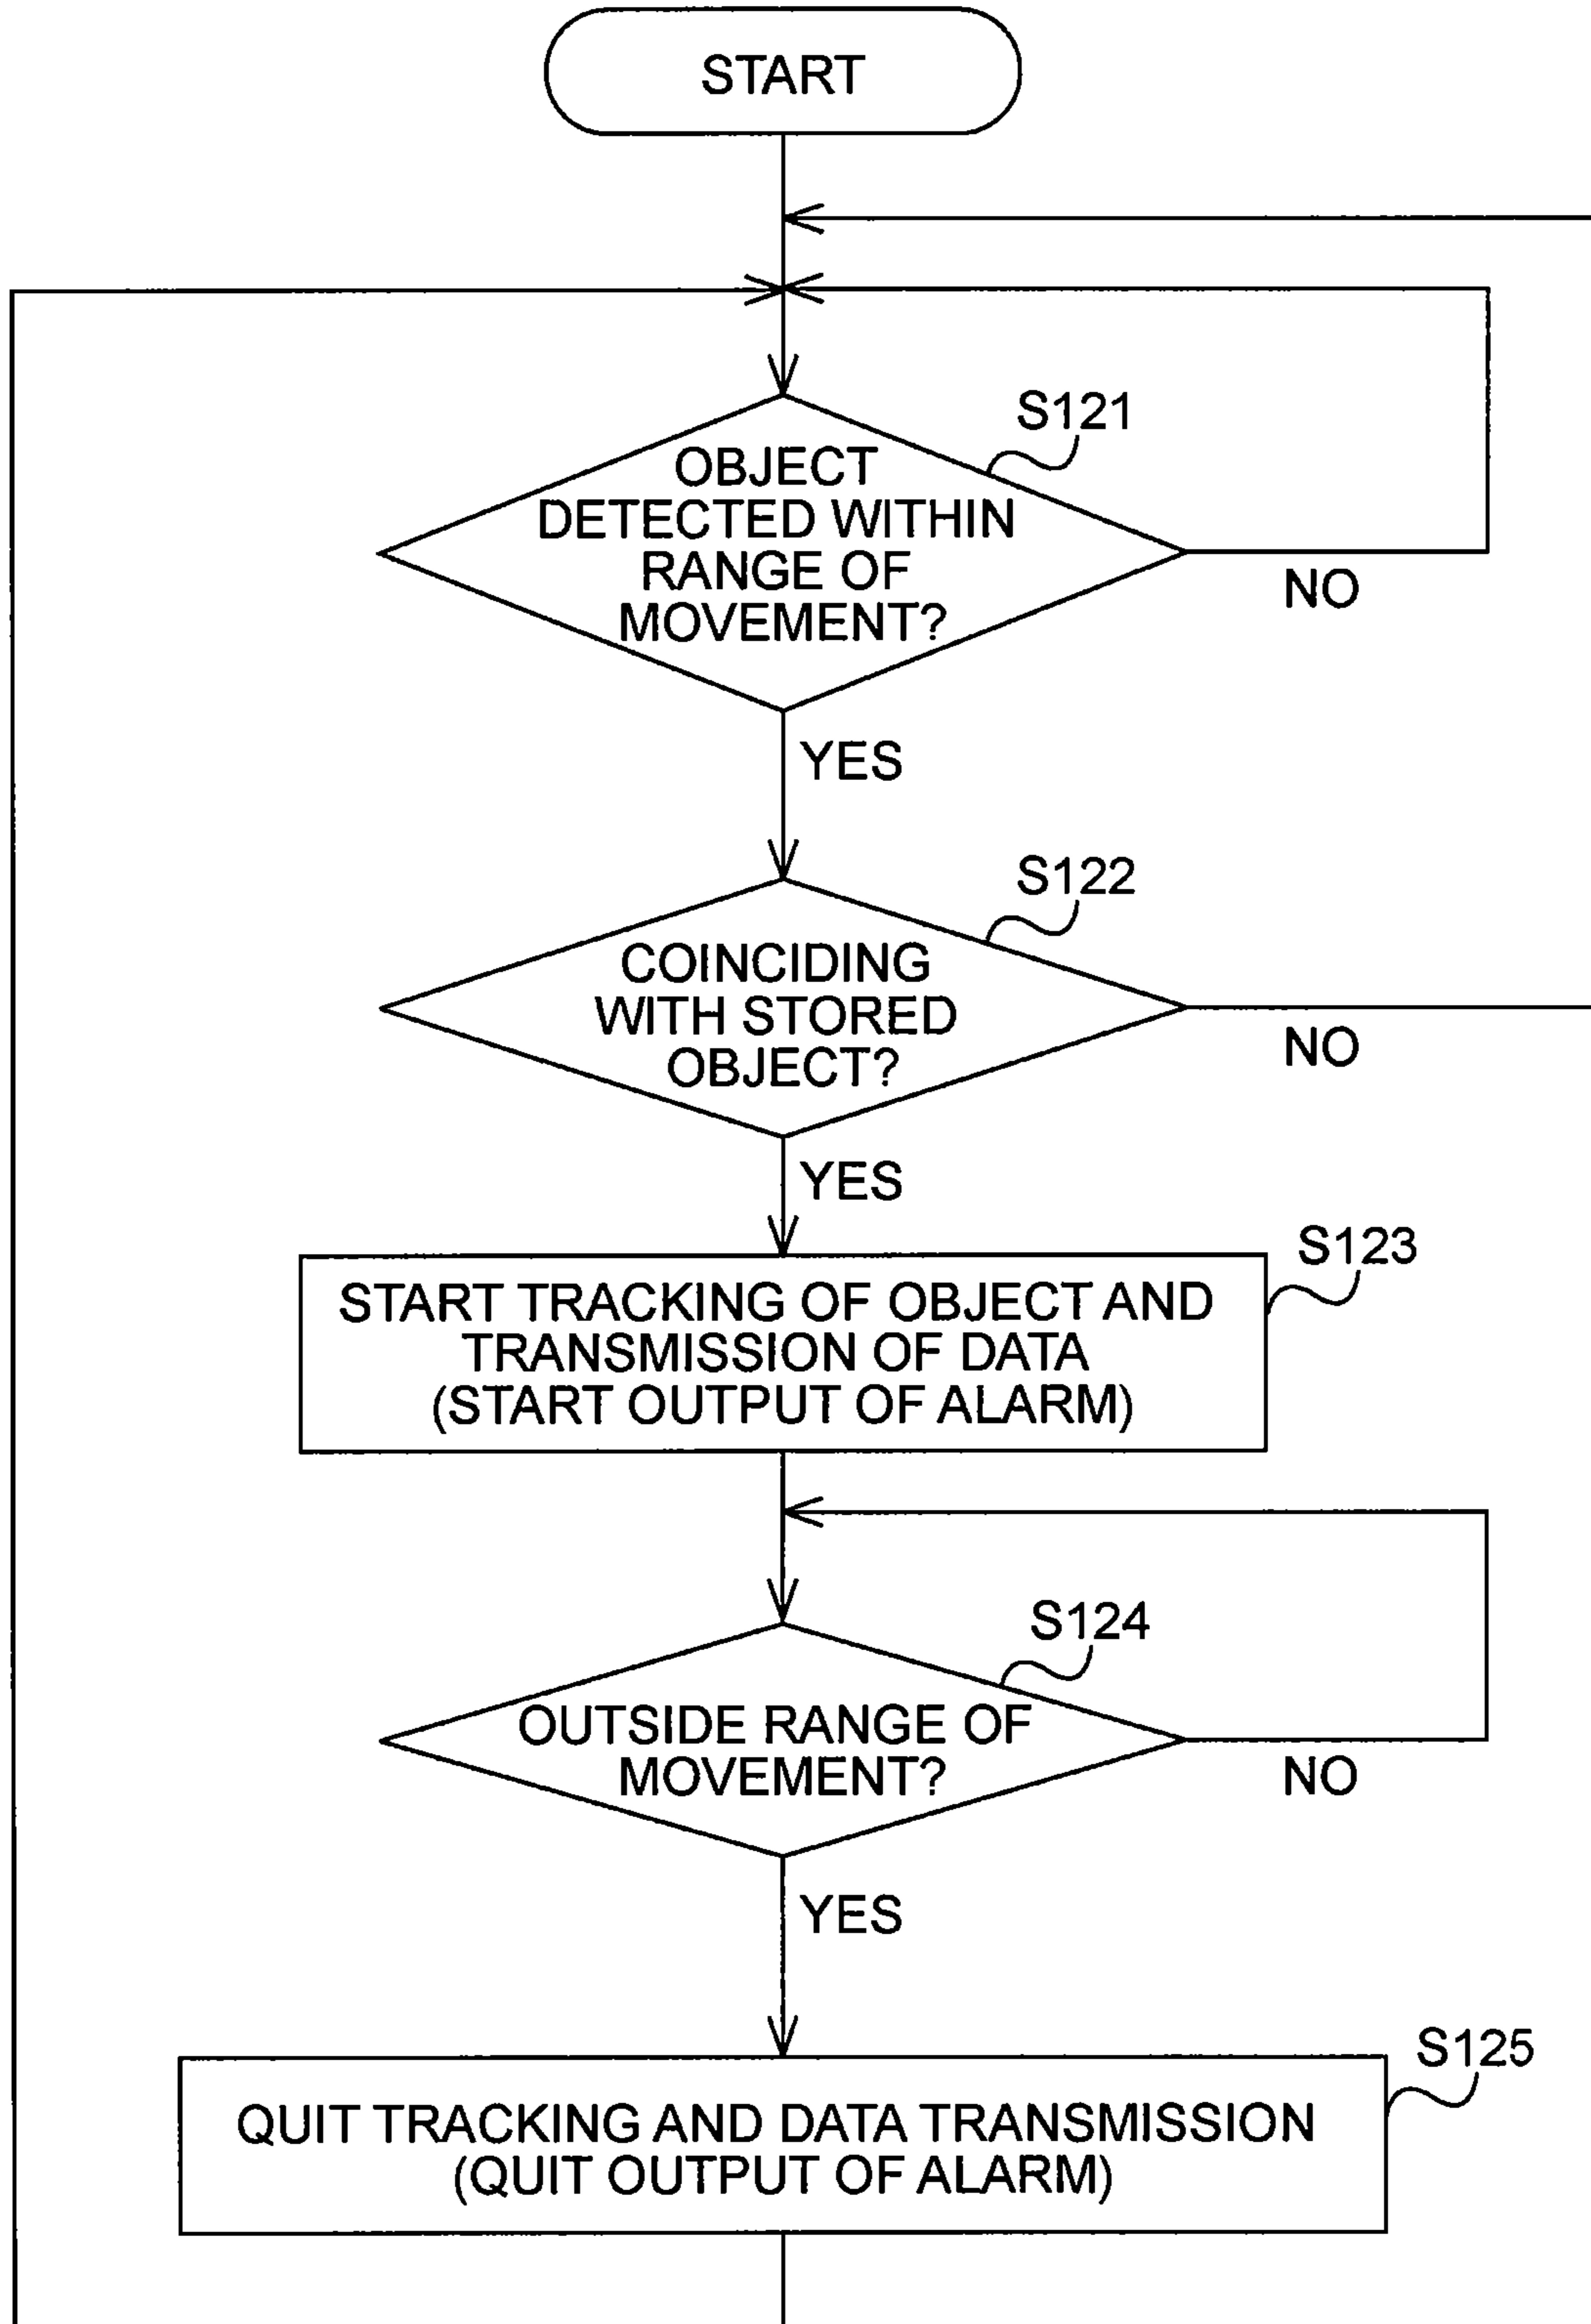 START
S121
OBJECT
DETECTED WITHIN
RANGE OF
MOVEMENT?
NO
YES
S122
COINCIDING
WITH STORED
OBJECT?
NO
YES
S123
START TRACKING OF OBJECT AND
TRANSMISSION OF DATA
(START OUTPUT OF ALARM)
S124
OUTSIDE RANGE OF
MOVEMENT?
NO
YES
S125
QUIT TRACKING AND DATA TRANSMISSION
(QUIT OUTPUT OF ALARM)